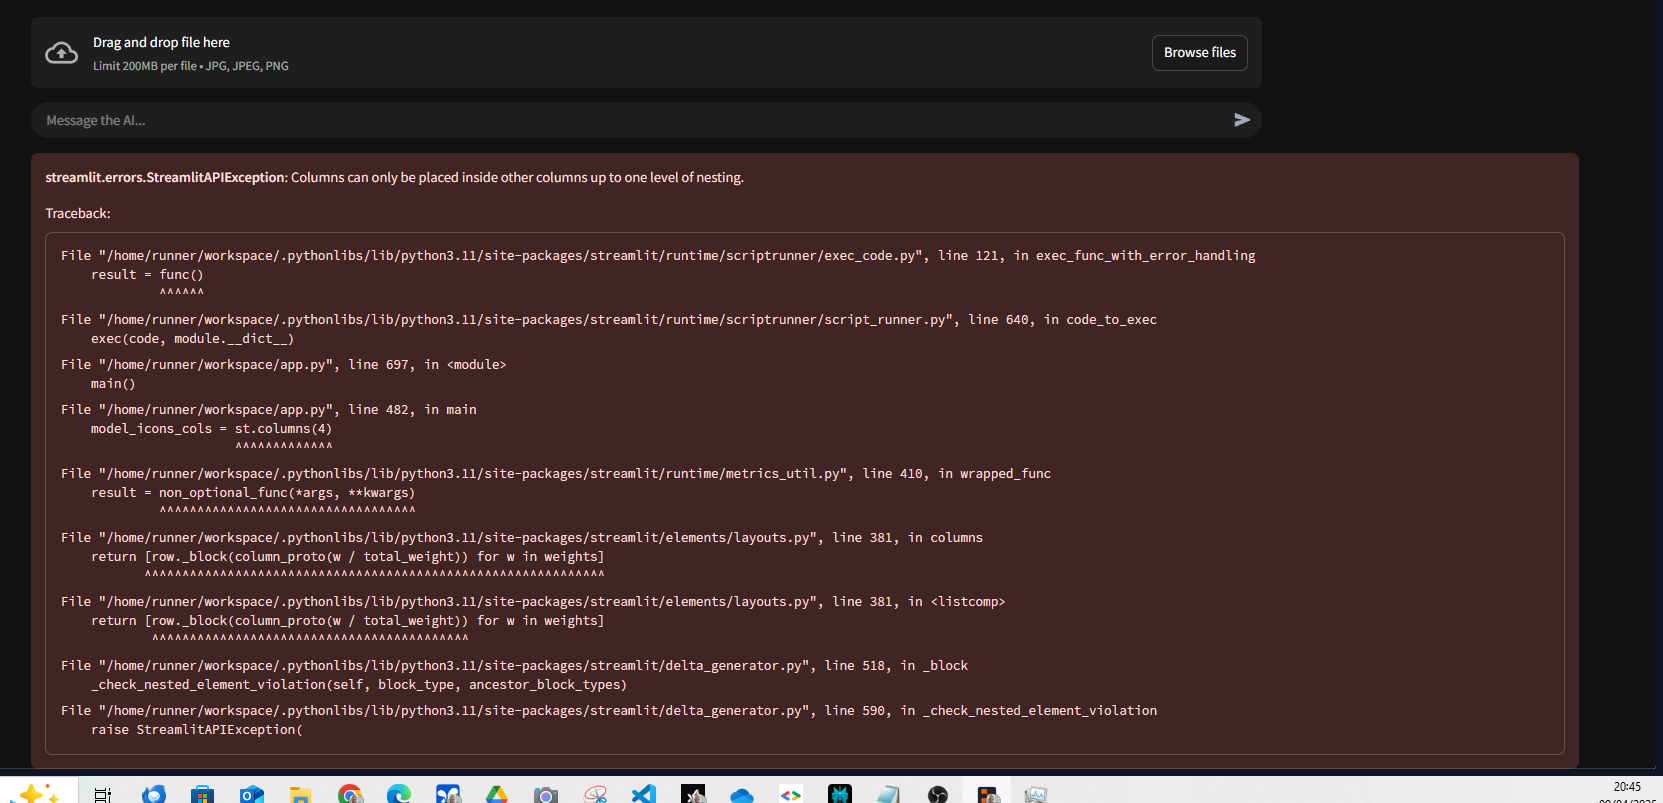 Drag and drop file here
Limit 200MB per file • JPG, JPEG, PNG
Browse files
Message the AI...
streamlit.errors.StreamlitAPIException: Columns can only be placed inside other columns up to one level of nesting.
Traceback:
File "/home/runner/workspace/.pythonlibs/lib/python3.11/site-packages/streamlit/runtime/scriptrunner/exec_code.py", line 121, in exec_func_with_error_handling
result = func()
^^^^^^
File "/home/runner/workspace/.pythonlibs/lib/python3.11/site-packages/streamlit/runtime/scriptrunner/script_runner.py", line 640, in code_to_exec
exec(code, module.__dict__)
File "/home/runner/workspace/app.py", line 697, in <module>
main()
File "/home/runner/workspace/app.py", line 482, in main
model_icons_cols = st.columns(4)
^^^^^^^^^^^^^
File "/home/runner/workspace/.pythonlibs/lib/python3.11/site-packages/streamlit/runtime/metrics_util.py", line 410, in wrapped_func
result = non_optional_func(*args, **kwargs)
^^^^^^^^^^^^^^^^^^^^^^^^^^^^^^^^^^
File "/home/runner/workspace/.pythonlibs/lib/python3.11/site-packages/streamlit/elements/layouts.py", line 381, in columns
return [row._block(column_proto(w / total_weight)) for w in weights]
^^^^^^^^^^^^^^^^^^^^^^^^^^^^^^^^^^^^^^^^^^^^^^^^^^^^^^^^^^^^^
File "/home/runner/workspace/.pythonlibs/lib/python3.11/site-packages/streamlit/elements/layouts.py", line 381, in <listcomp>
return [row._block(column_proto(w / total_weight)) for w in weights]
^^^^^^^^^^^^^^^^^^^^^^^^^^^^^^^^^^^^^^^^^^
File "/home/runner/workspace/.pythonlibs/lib/python3.11/site-packages/streamlit/delta_generator.py", line 518, in _block
_check_nested_element_violation(self, block_type, ancestor_block_types)
File "/home/runner/workspace/.pythonlibs/lib/python3.11/site-packages/streamlit/delta_generator.py", line 590, in _check_nested_element_violation
raise StreamlitAPIException(
20:45